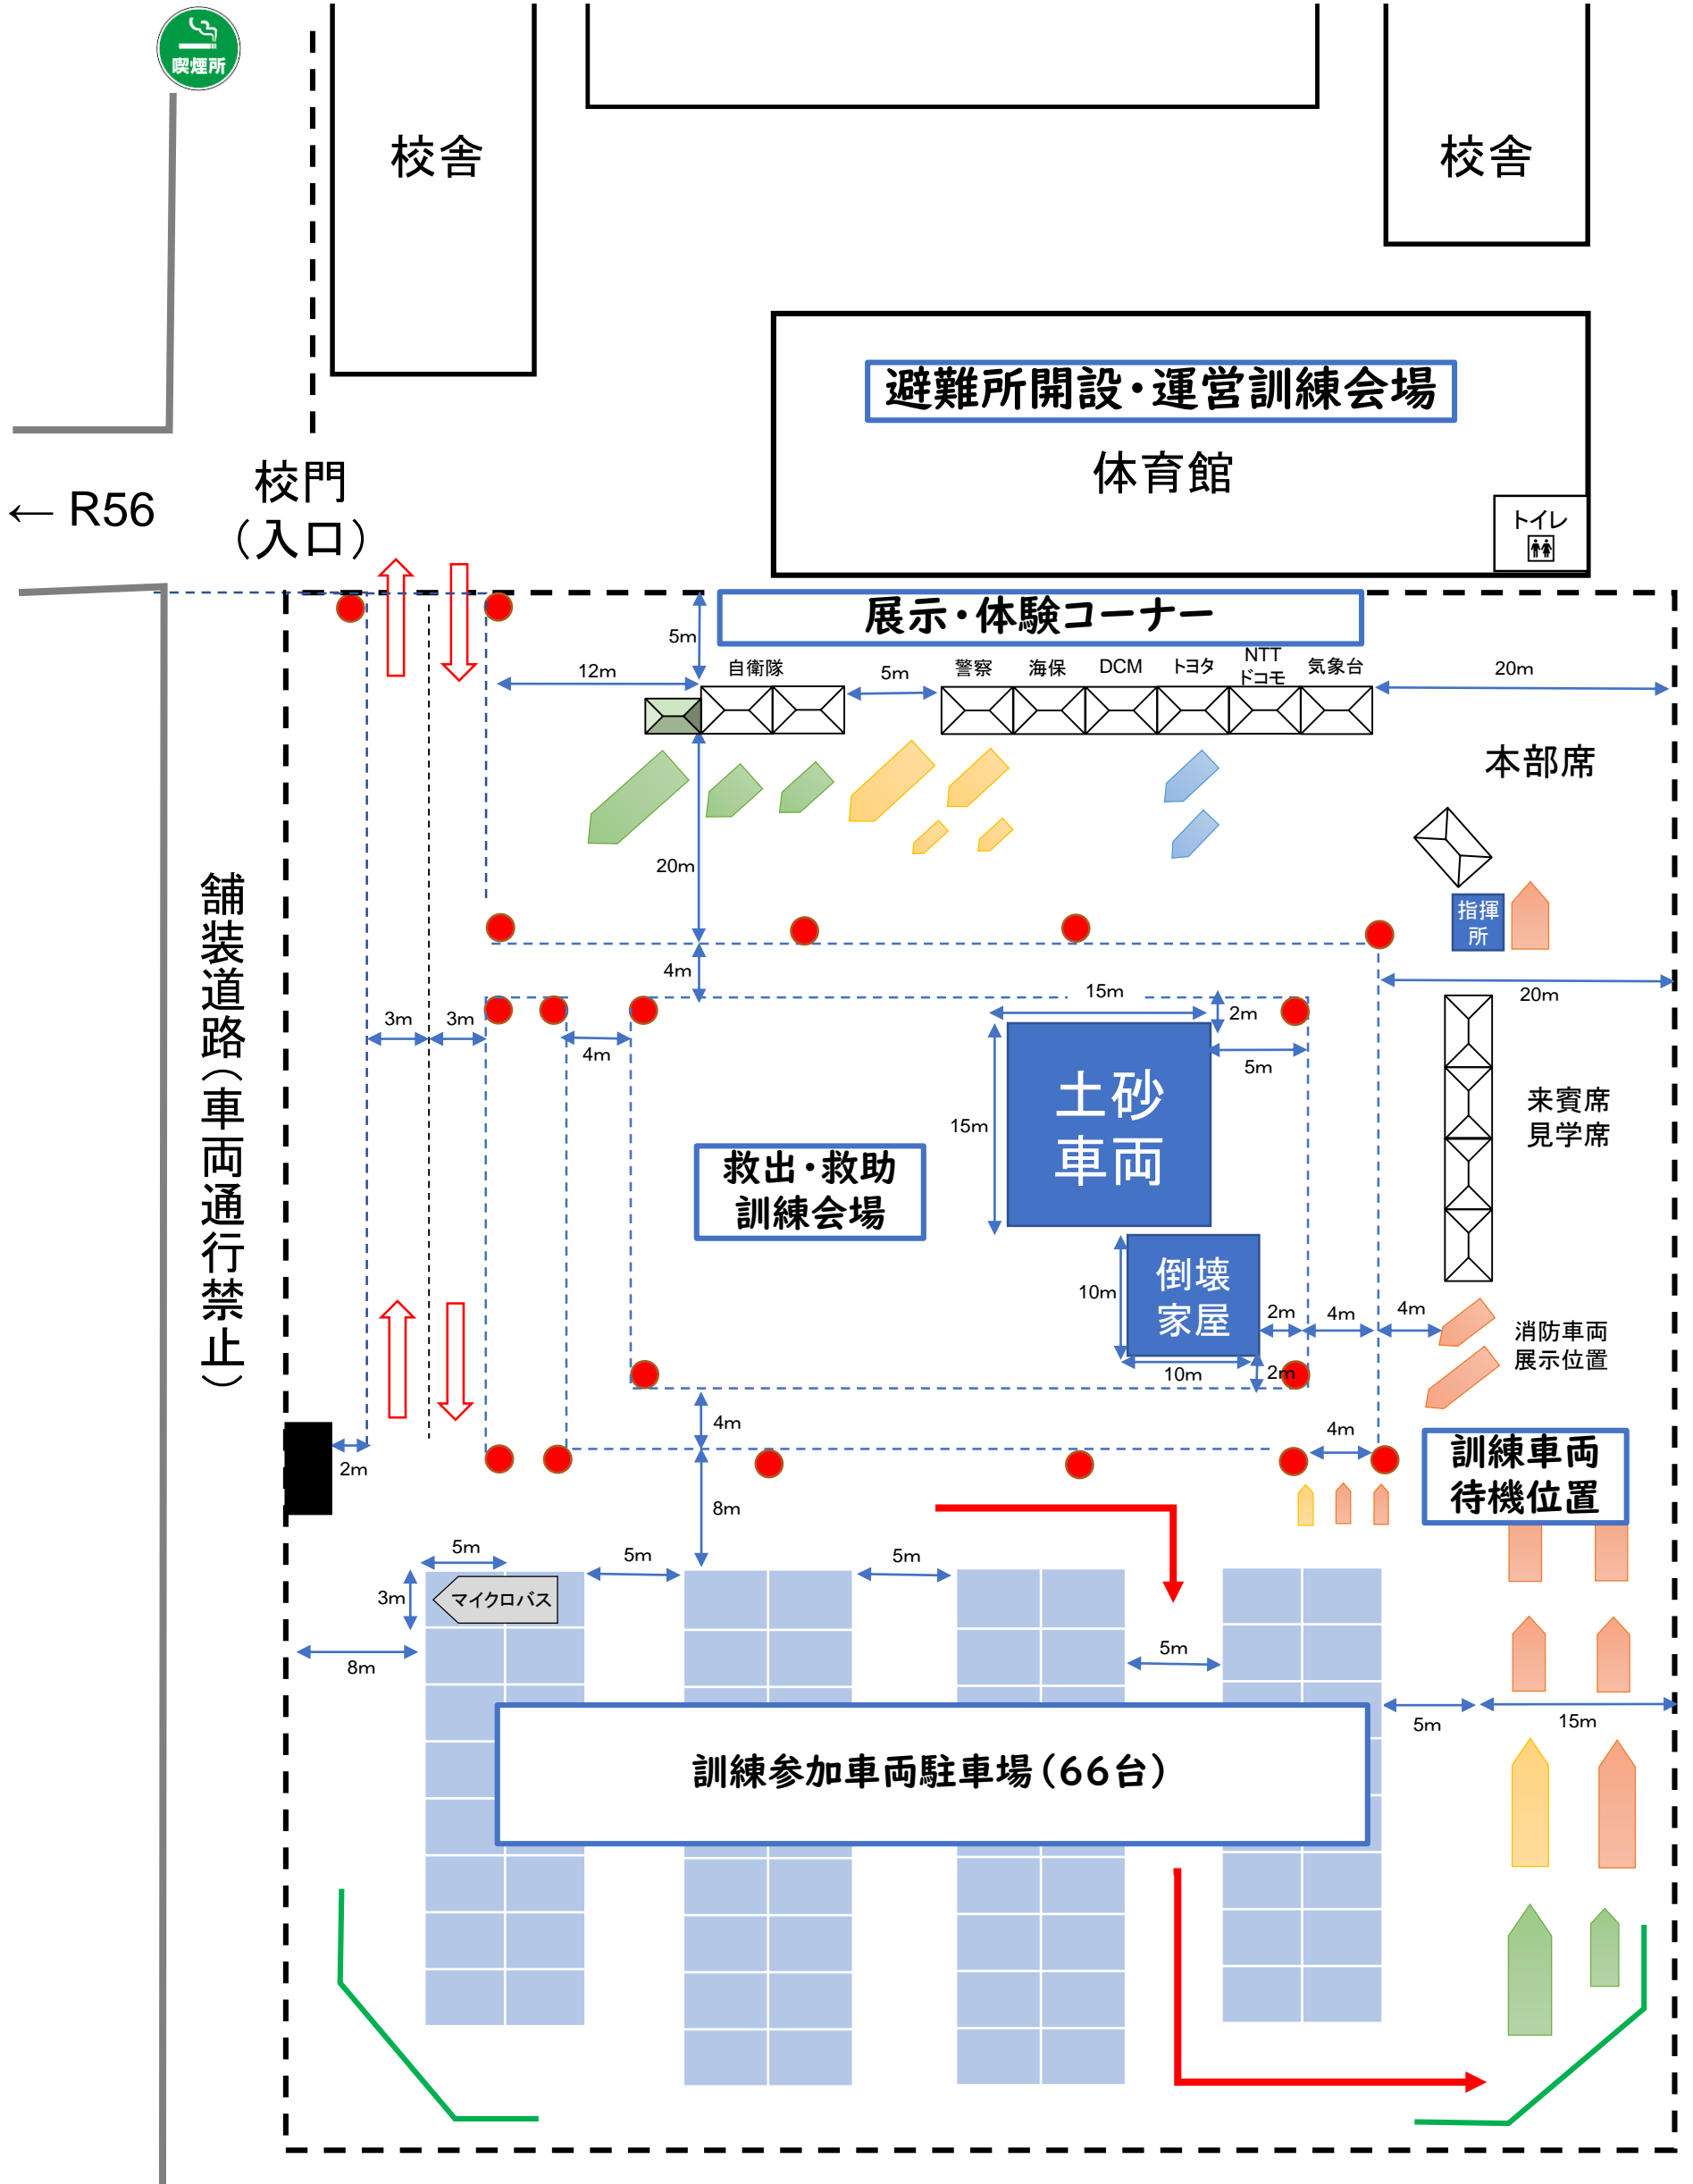 喫煙所
校舎
校舎
避難所開設・運営訓練会場
体育館
トイレ
← R56
校門
（入口）
展示・体験コーナー
5m
12m
自衛隊
5m
警察
海保
DCM
トヨタ
NTT
ドコモ
気象台
20m
本部席
20m
指揮
所
4m
20m
舗装道路（車両通行禁止）
3m
3m
4m
15m
2m
5m
土砂
車両
15m
来賓席
見学席
救出・救助
訓練会場
倒壊
家屋
10m
10m
2m
4m
4m
2m
消防車両
展示位置
4m
4m
訓練車両
待機位置
2m
8m
5m
5m
5m
3m
マイクロバス
8m
5m
5m
15m
訓練参加車両駐車場（66台）